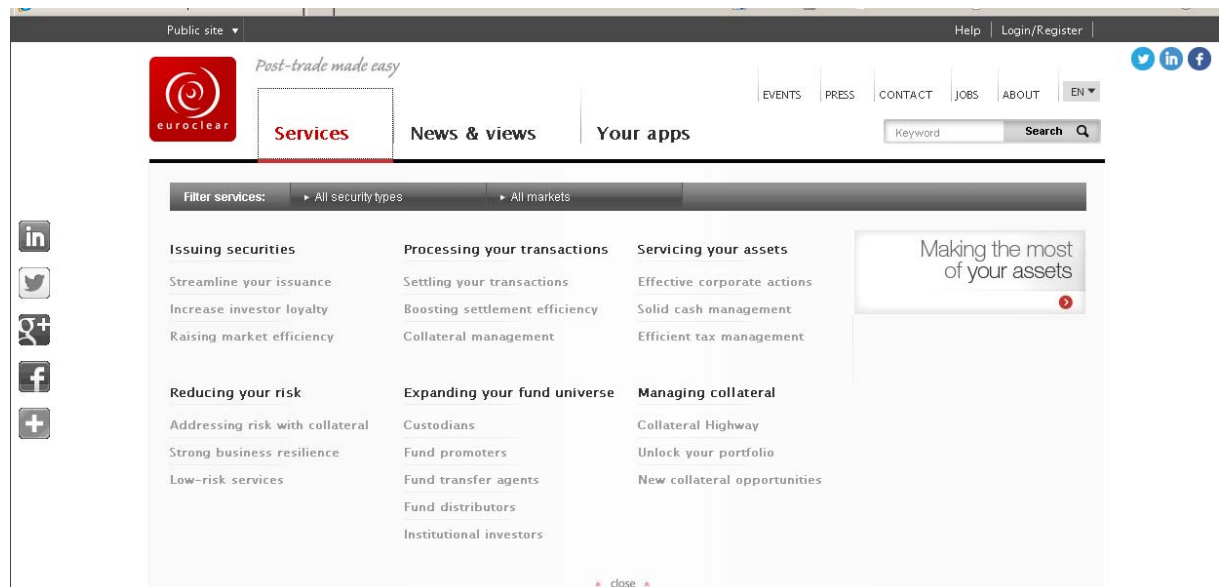 Public site
Help
Login/Register
Post-trade made easy
euroclear
Services
News & views
Your apps
EVENTS
PRESS
CONTACT
JOBS
ABOUT
EN
Keyword
Search
Filter services:
All security types
All markets
Issuing securities
Streamline your issuance
Increase investor loyalty
Raising market efficiency
Processing your transactions
Settling your transactions
Boosting settlement efficiency
Collateral management
Servicing your assets
Effective corporate actions
Solid cash management
Efficient tax management
Making the most
of your assets
Reducing your risk
Addressing risk with collateral
Strong business resilience
Low-risk services
Expanding your fund universe
Custodians
Fund promoters
Fund transfer agents
Fund distributors
Institutional investors
Managing collateral
Collateral Highway
Unlock your portfolio
New collateral opportunities
in
f
in
g+
f
close